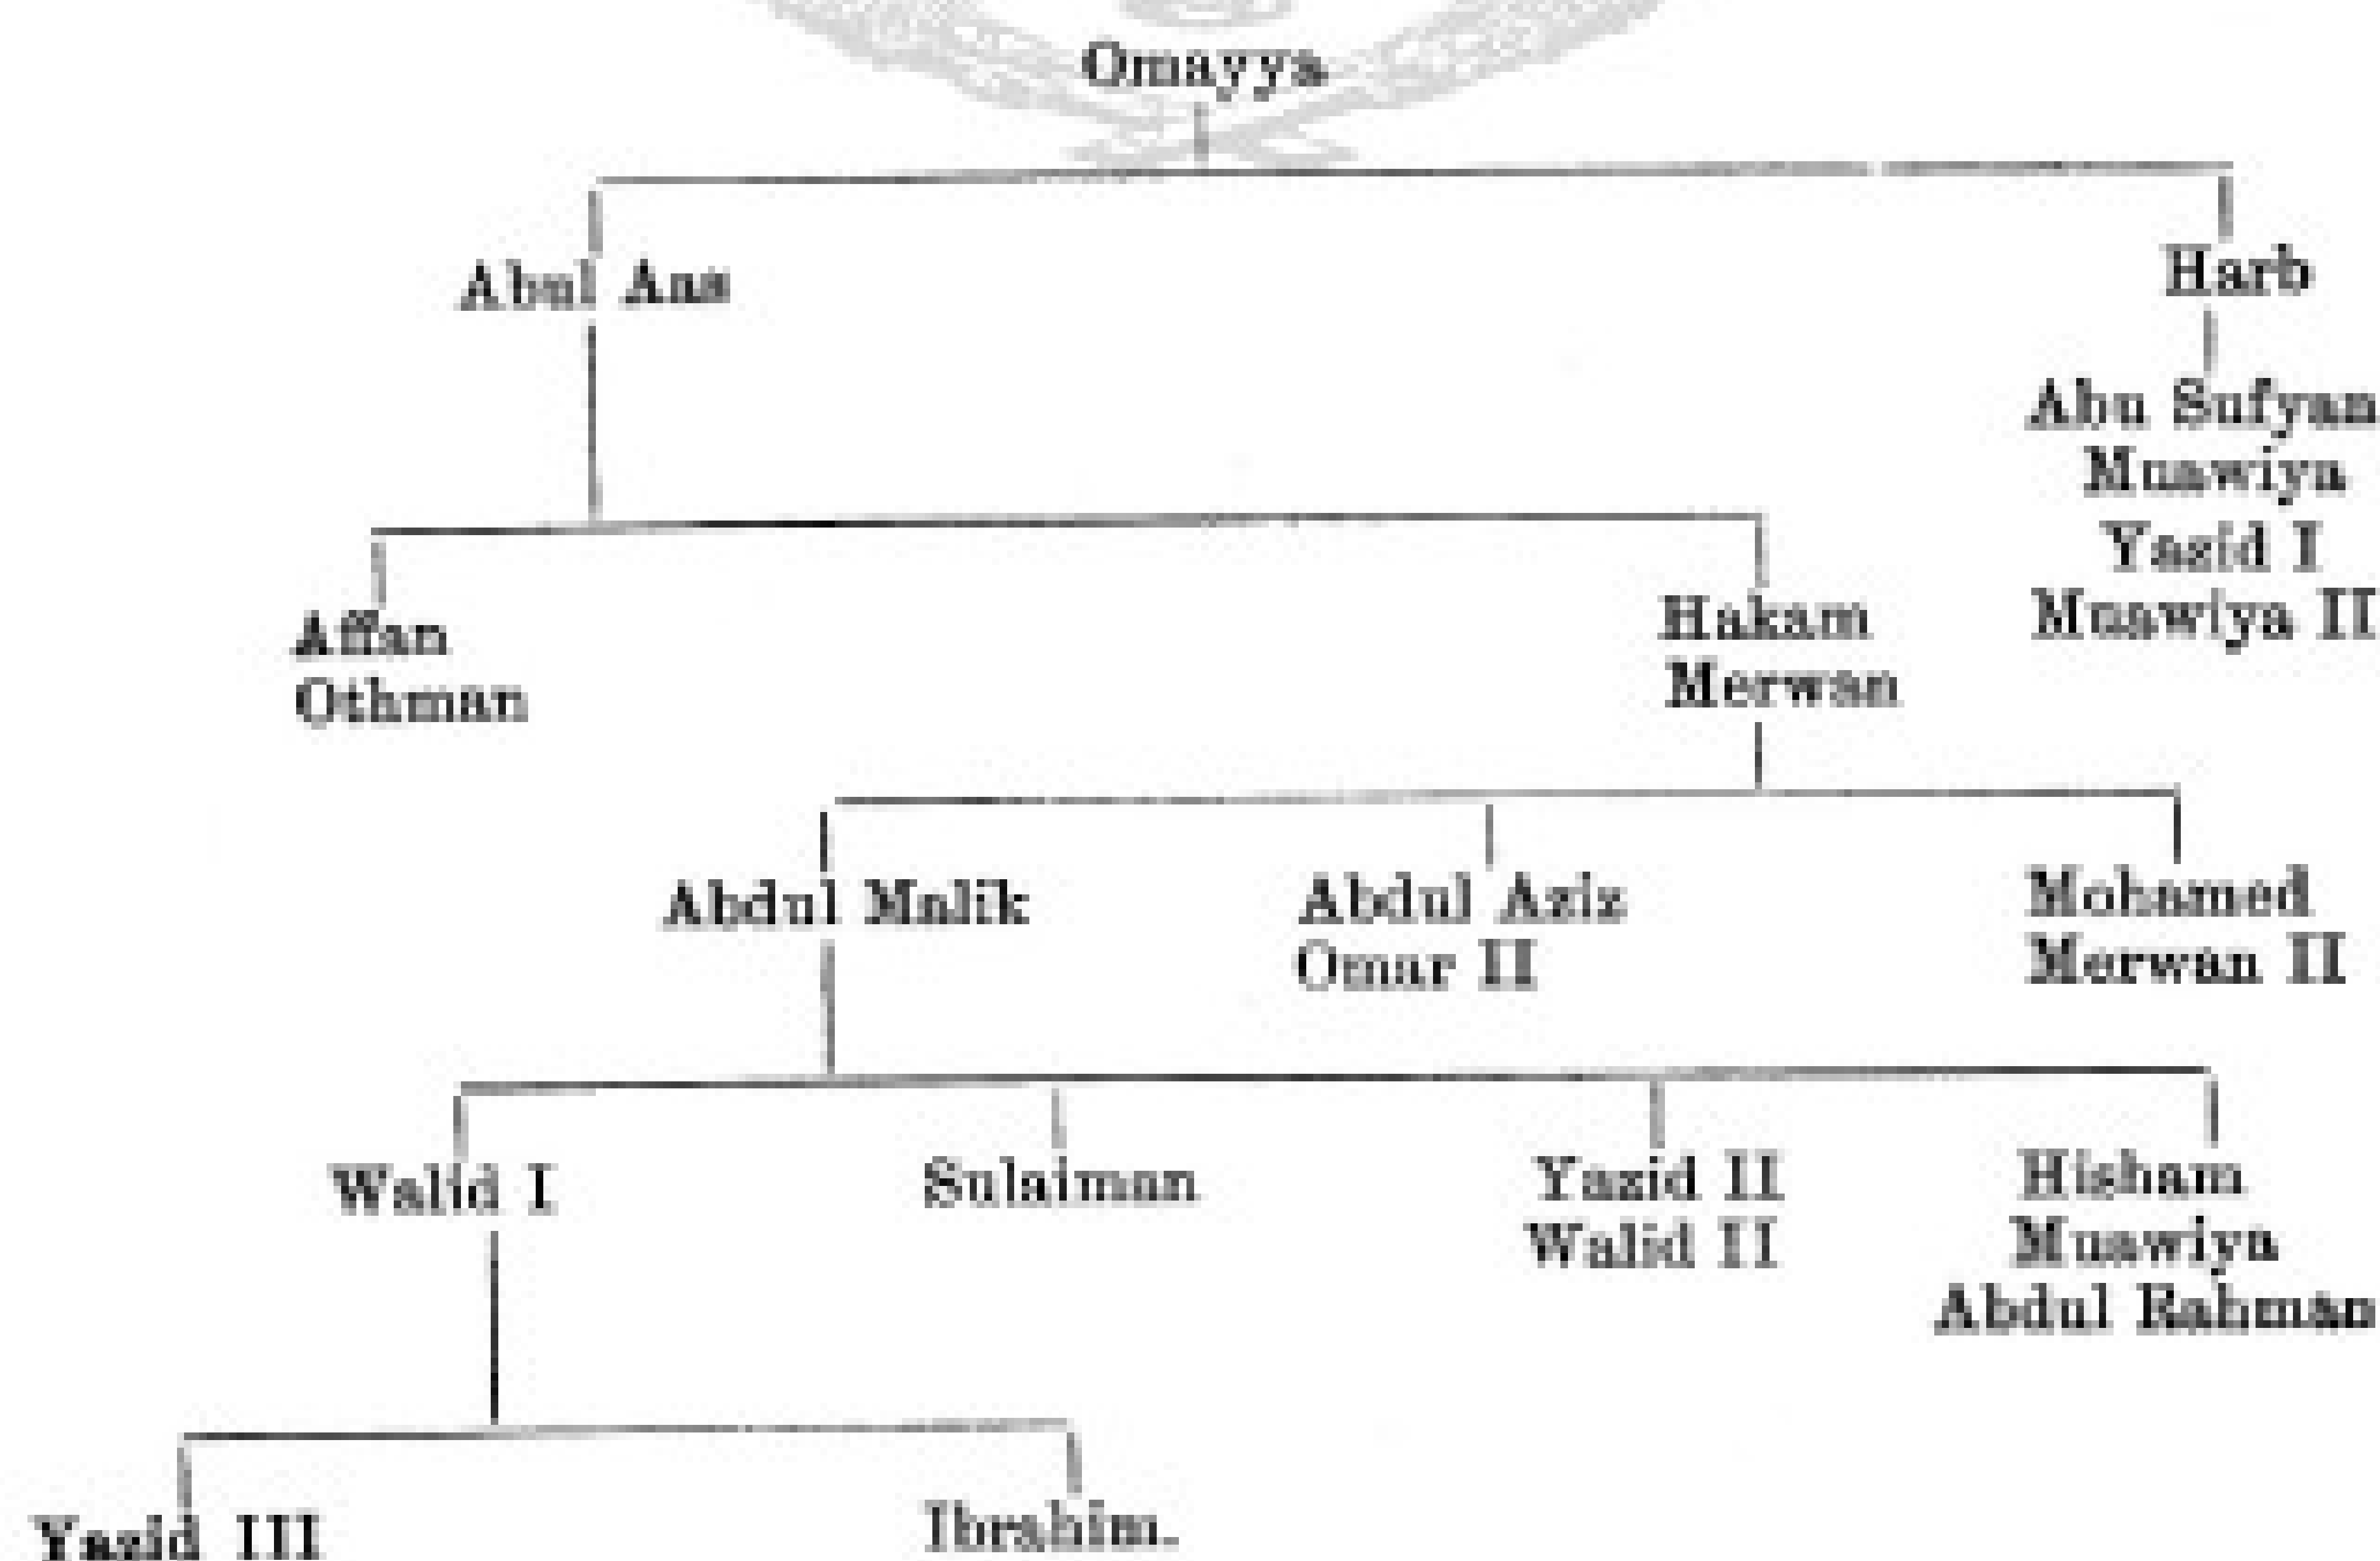 Omayya
Abul Aas
Harb
Abu Sufyan
Muawiya
Yazid I
Muawiya II
Affan
Othman
Hakam
Merwan
Abdul Malik
Abdul Aziz
Omar II
Mohamed
Merwan II
Walid I
Sulaiman
Yazid II
Walid II
Hisham
Muawiya
Abdul Rahman
Yazid III
Ibrahim.